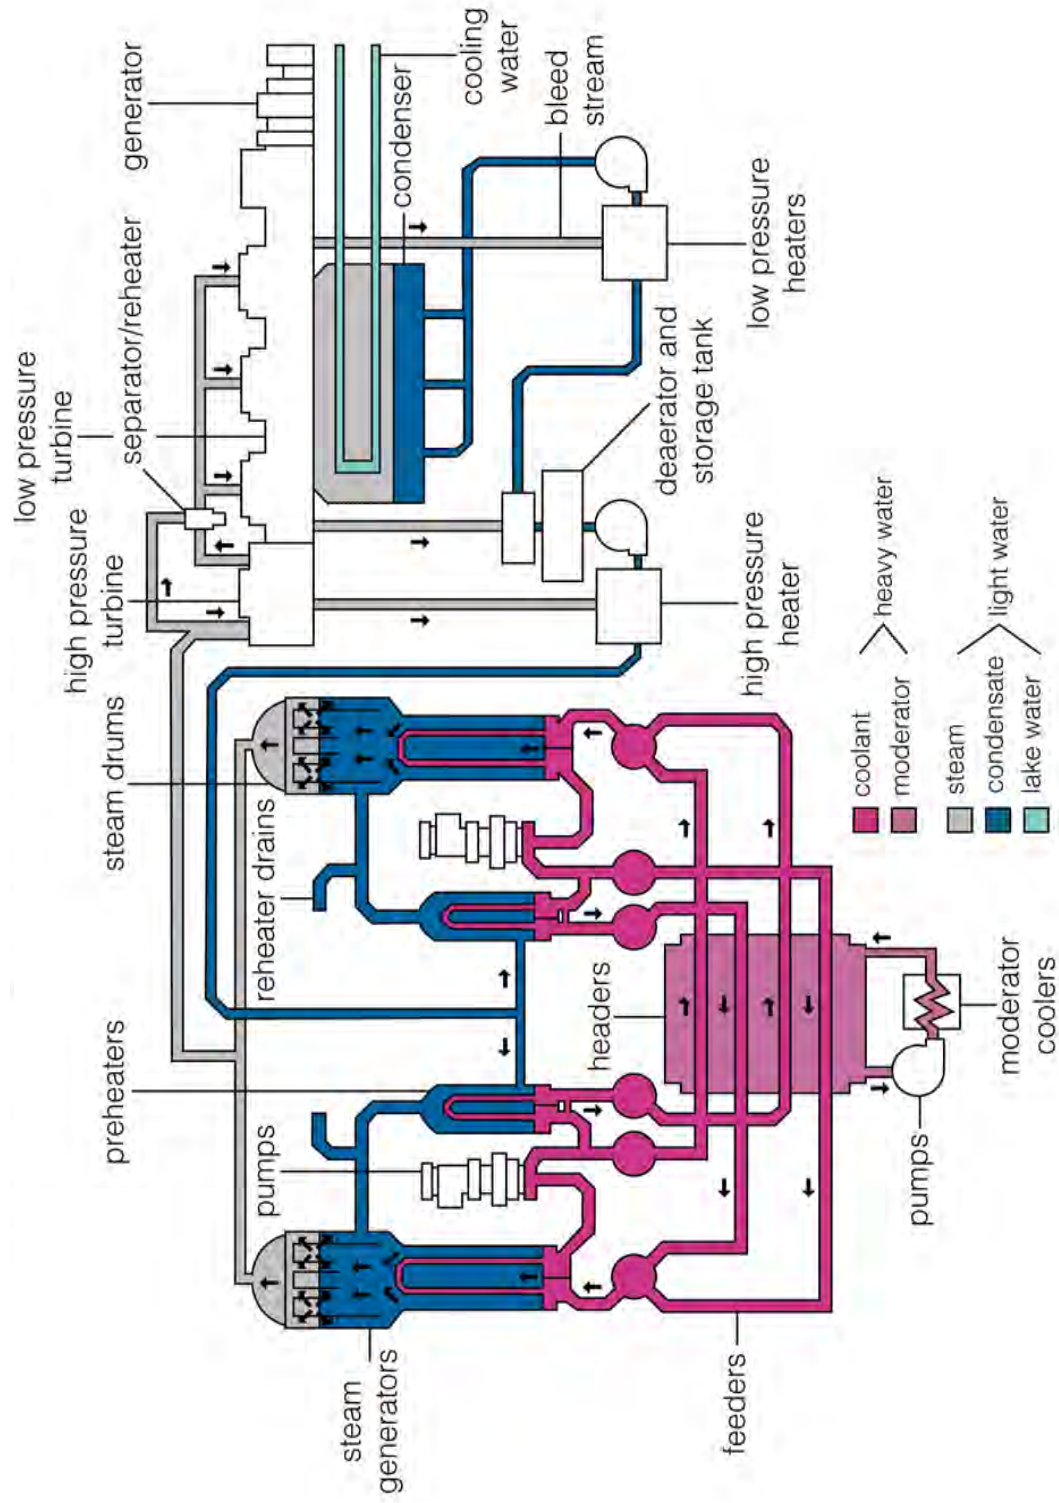 steam
generators
pumps
preheaters
reheater drains
steam drums
high pressure
turbine
low pressure
turbine
separator/reheater
generator
cooling
water
condenser
bleed
stream
low pressure
heaters
deaerator and
storage tank
high pressure
heater
headers
feeders
pumps
moderator
coolers
coolant
moderator
heavy water
steam
condensate
lake water
light water